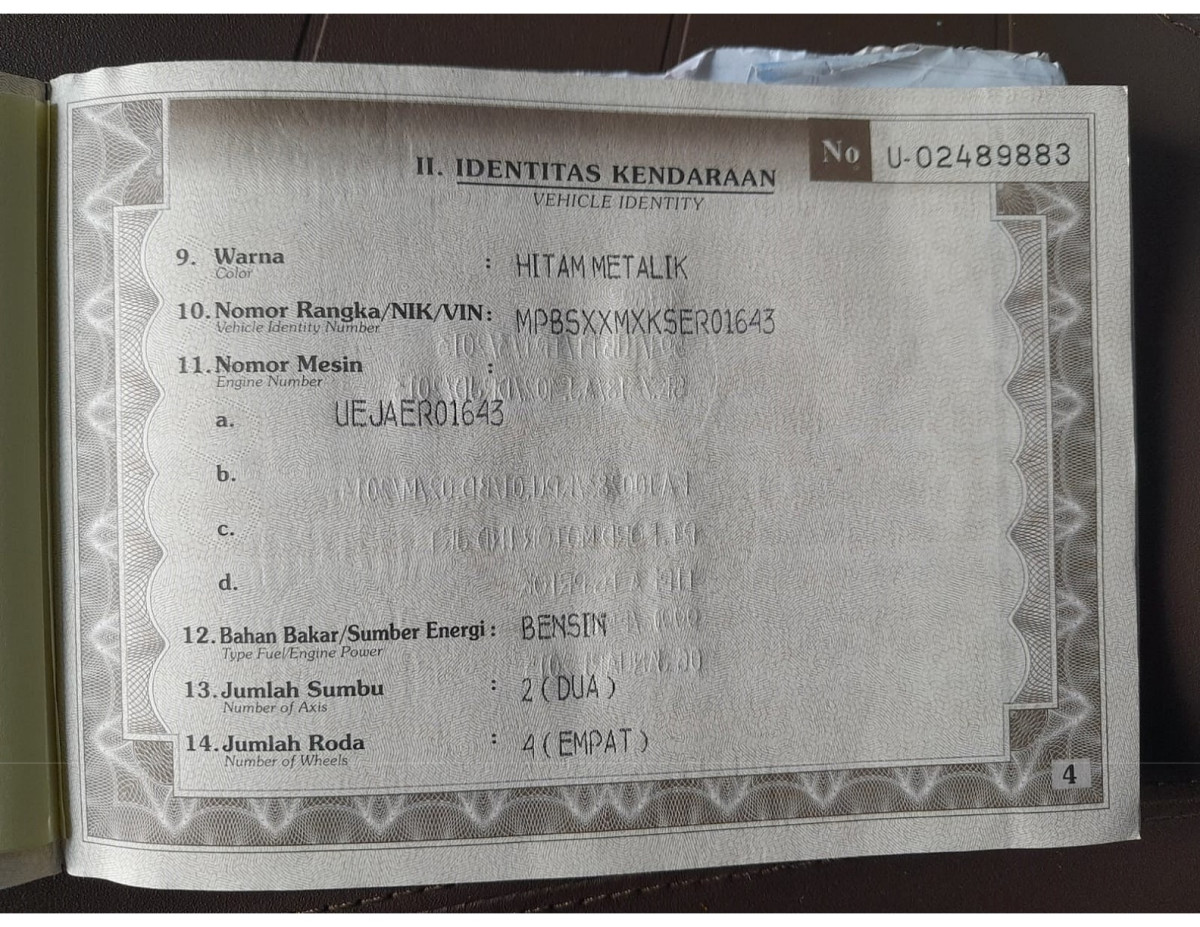 No U-02489883
II. IDENTITAS KENDARAAN
VEHICLE IDENTITY
9. Warna : HITAM METALIK
Color
10. Nomor Rangka/NIK/VIN : MPBSXXMXKSER01643
Vehicle Identity Number
11. Nomor Mesin :
Engine Number
a. UEJAER01643
b.
c.
d.
12. Bahan Bakar/Sumber Energi : BENSIN
Type Fuel/Engine Power
13. Jumlah Sumbu : 2 ( DUA )
Number of Axis
14. Jumlah Roda : 4 ( EMPAT )
Number of Wheels
4